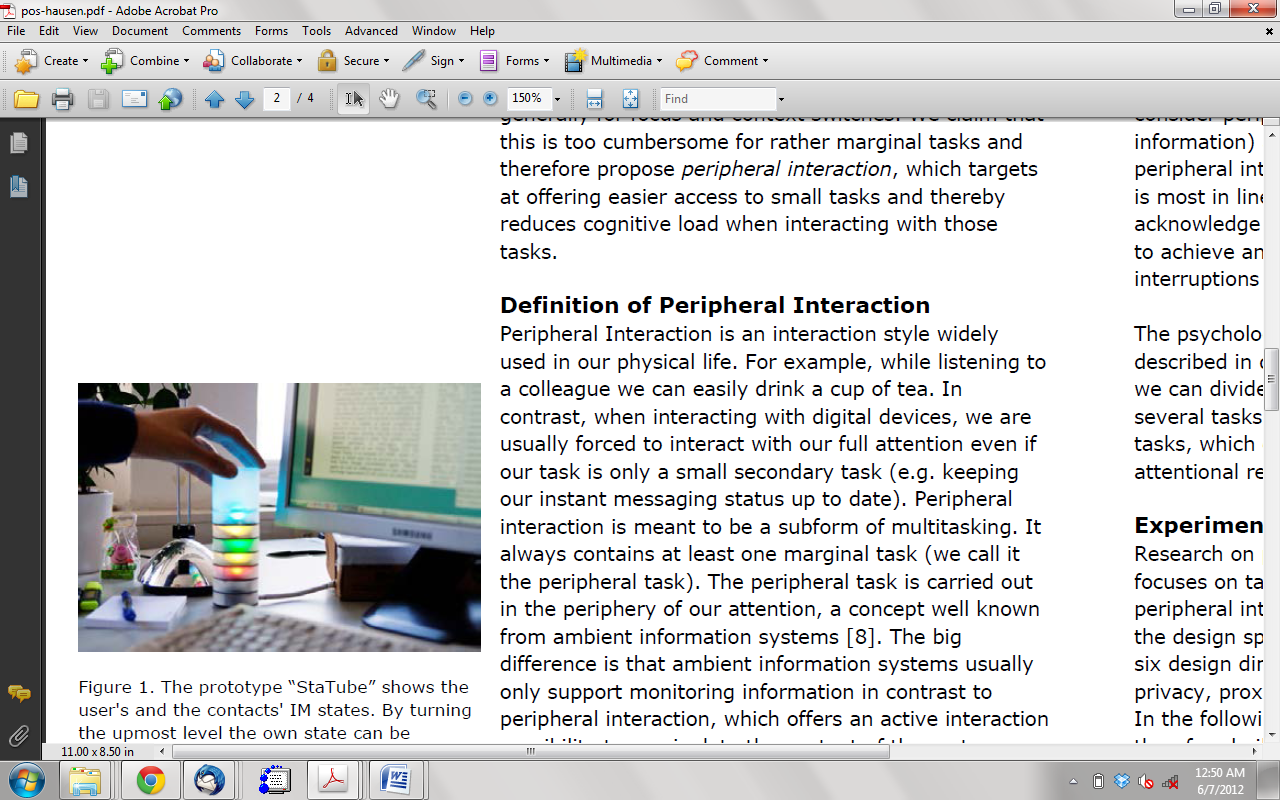 pos-hausen.pdf - Adobe Acrobat Pro
File Edit View Document Comments Forms Tools Advanced Window Help
Create Combine Collaborate Secure Sign Forms Multimedia Comment
2 / 4 150% Find
generally for focus and context switches. We claim that
this is too cumbersome for rather marginal tasks and
therefore propose peripheral interaction, which targets
at offering easier access to small tasks and thereby
reduces cognitive load when interacting with those
tasks.
Definition of Peripheral Interaction
Peripheral Interaction is an interaction style widely
used in our physical life. For example, while listening to
a colleague we can easily drink a cup of tea. In
contrast, when interacting with digital devices, we are
usually forced to interact with our full attention even if
our task is only a small secondary task (e.g. keeping
our instant messaging status up to date). Peripheral
interaction is meant to be a subform of multitasking. It
always contains at least one marginal task (we call it
the peripheral task). The peripheral task is carried out
in the periphery of our attention, a concept well known
from ambient information systems [8]. The big
difference is that ambient information systems usually
only support monitoring information in contrast to
peripheral interaction, which offers an active interaction
SAMSUNG
Figure 1. The prototype “StaTube” shows the
user's and the contacts' IM states. By turning
the upmost level the own state can be
consider peri
information)
peripheral int
is most in line
acknowledge
to achieve an
interruptions
The psycholo
described in
we can divide
several tasks
tasks, which
attentional re
Experimen
Research on
focuses on ta
peripheral int
the design sp
six design dir
privacy, prox
In the followi
11.00 x 8.50 in
12:50 AM
6/7/2012